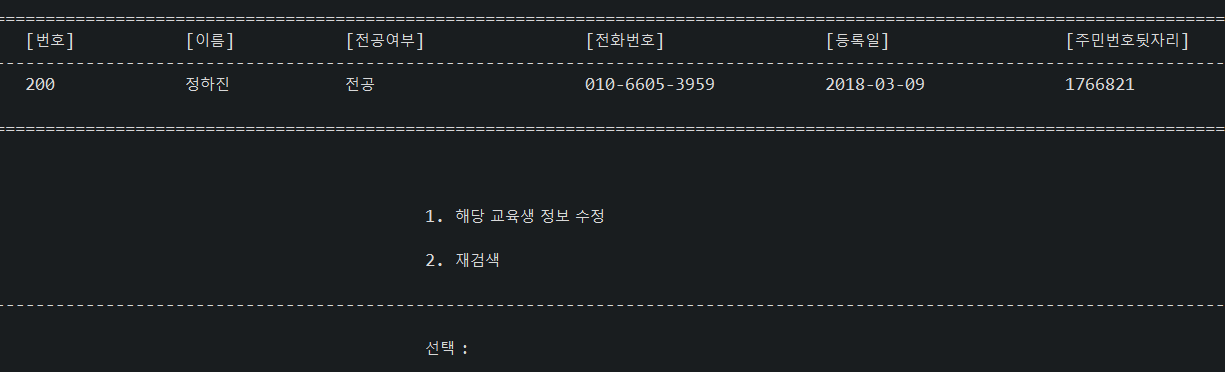 [번호] [이름] [전공여부] [전화번호] [등록일] [주민번호뒷자리]
200 정하진 전공 010-6605-3959 2018-03-09 1766821
1. 해당 교육생 정보 수정
2. 재검색
선택 :